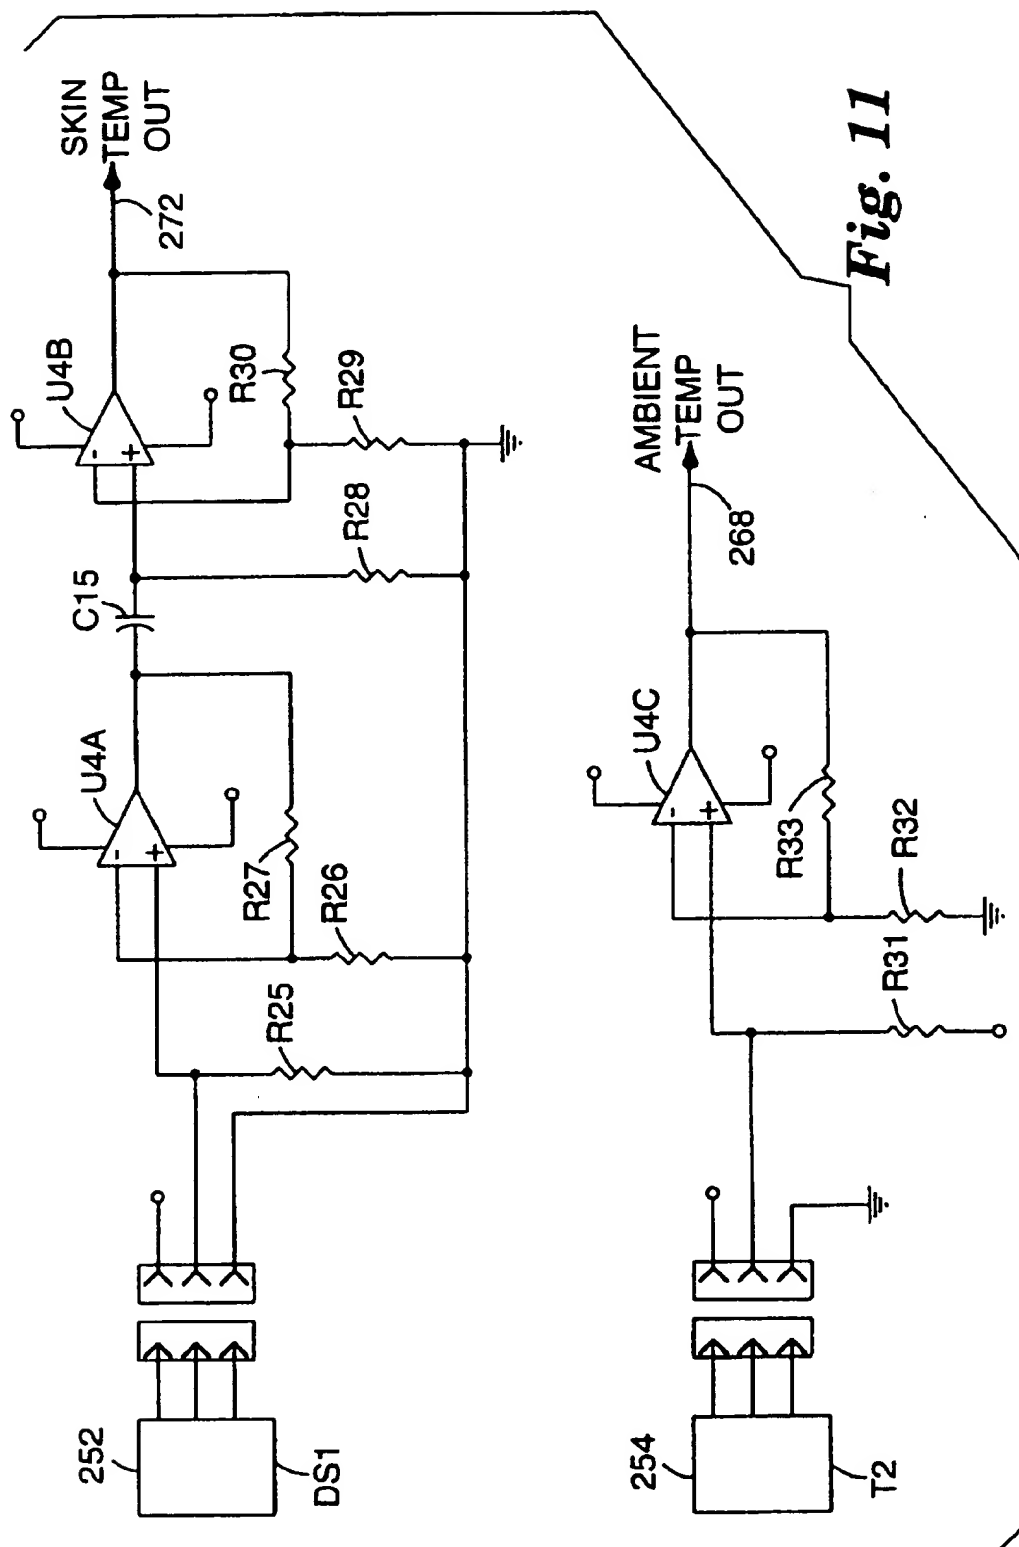 SKIN
TEMP
OUT
272
U4B
-
+
R30
R29
R28
C15
U4A
-
+
R27
R26
R25
252
DS1
AMBIENT
TEMP
OUT
268
U4C
-
+
R33
R32
R31
254
T2
Fig. 11